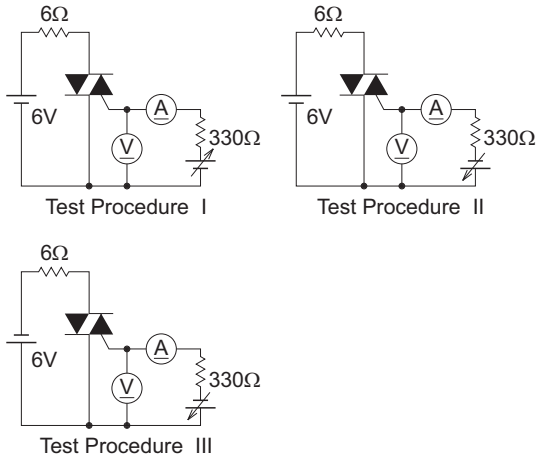 6Ω
6V
A
V
330Ω
Test Procedure I
6Ω
6V
A
V
330Ω
Test Procedure II
6Ω
6V
A
V
330Ω
Test Procedure III